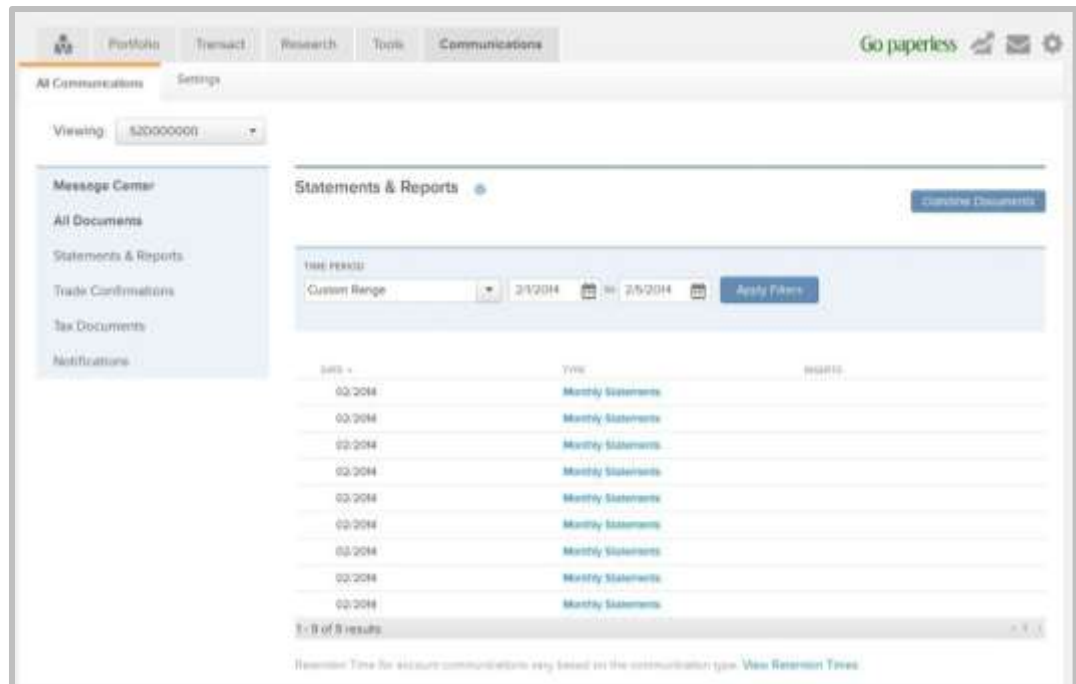 Portfolio Transact Research Tools Communications Go paperless
All Communications Settings
Viewing: 52D000000
Message Center
All Documents
Statements & Reports
Trade Confirmations
Tax Documents
Notifications
Statements & Reports
Combine Documents
TIME PERIOD
Custom Range 2/1/2014 to 2/5/2014 Apply Filters
DATE TYPE INSERTS
02/2014 Monthly Statements
02/2014 Monthly Statements
02/2014 Monthly Statements
02/2014 Monthly Statements
02/2014 Monthly Statements
02/2014 Monthly Statements
02/2014 Monthly Statements
02/2014 Monthly Statements
02/2014 Monthly Statements
1 - 9 of 9 results 1
Retention Time for account communications vary based on the communication type. View Retention Times